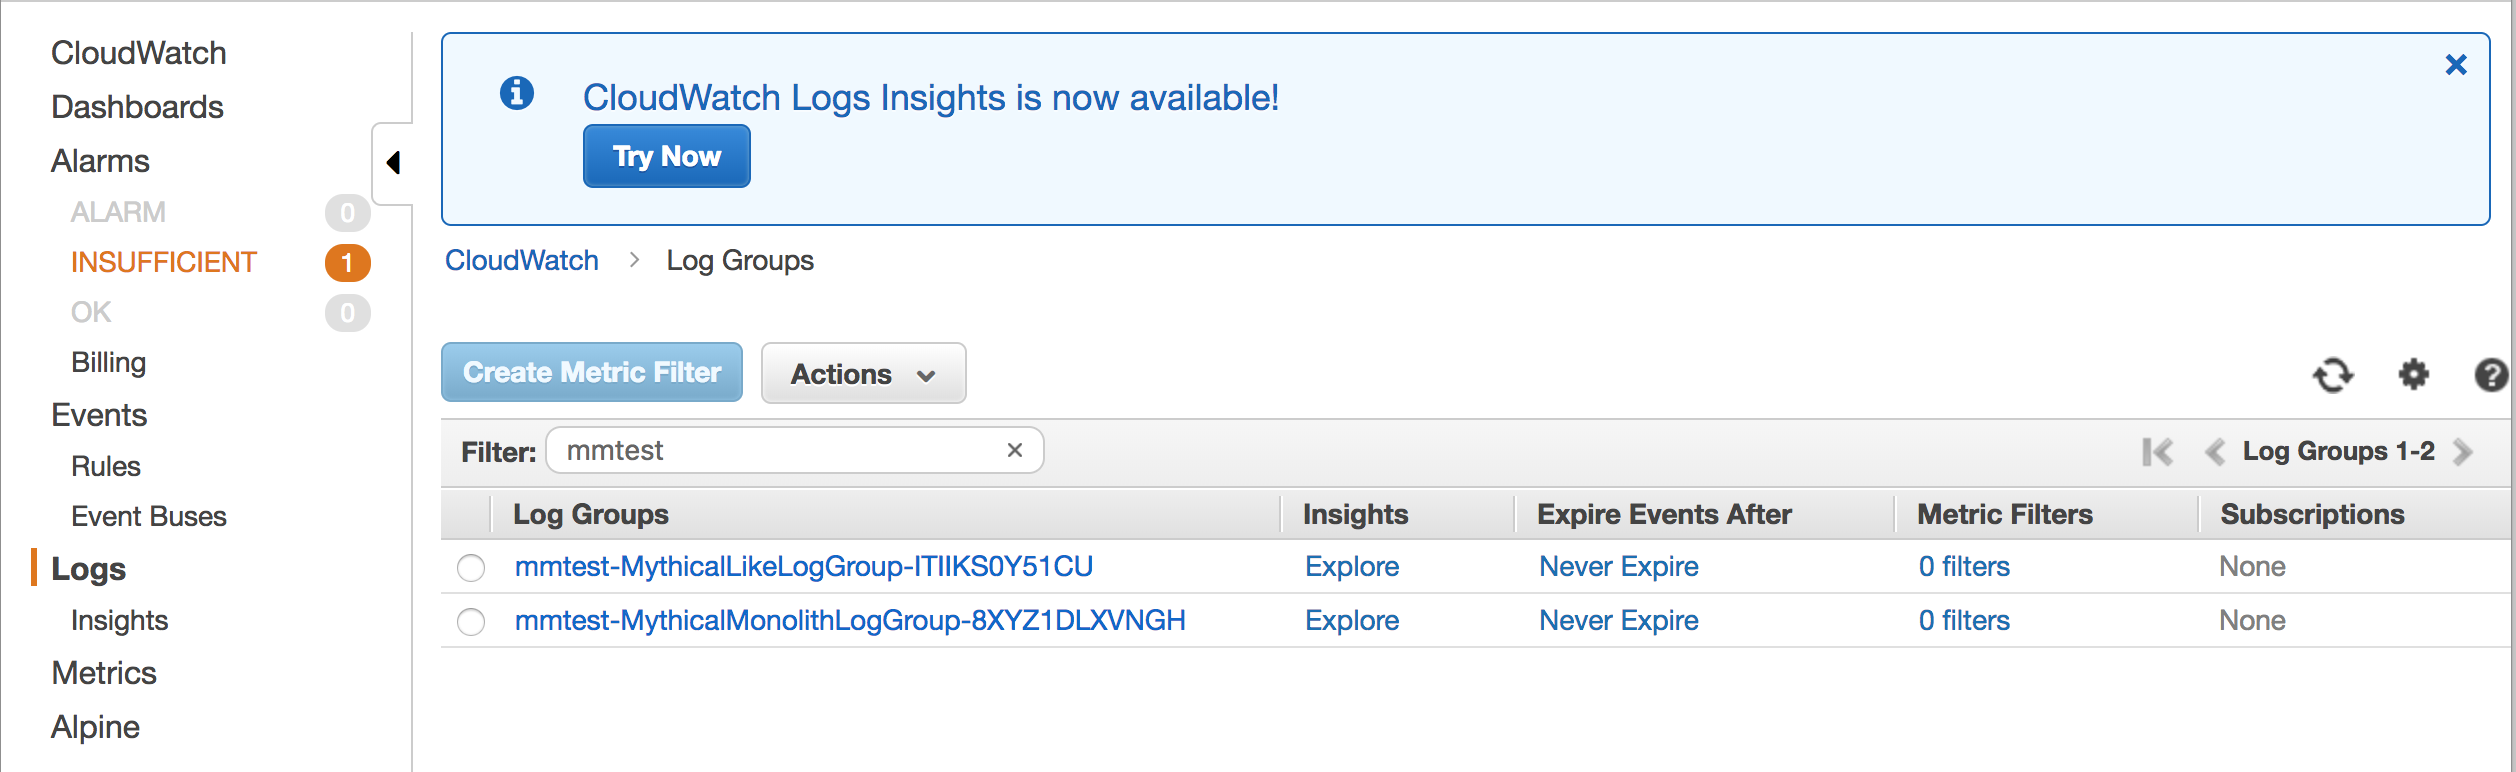 CloudWatch
Dashboards
Alarms
ALARM 0
INSUFFICIENT 1
OK 0
Billing
Events
Rules
Event Buses
Logs
Insights
Metrics
Alpine
CloudWatch Logs Insights is now available!
Try Now
CloudWatch > Log Groups
Create Metric Filter Actions
Filter: mmtest × Log Groups 1-2
Log Groups Insights Expire Events After Metric Filters Subscriptions
mmtest-MythicalLikeLogGroup-ITIIKS0Y51CU Explore Never Expire 0 filters None
mmtest-MythicalMonolithLogGroup-8XYZ1DLXVNGH Explore Never Expire 0 filters None